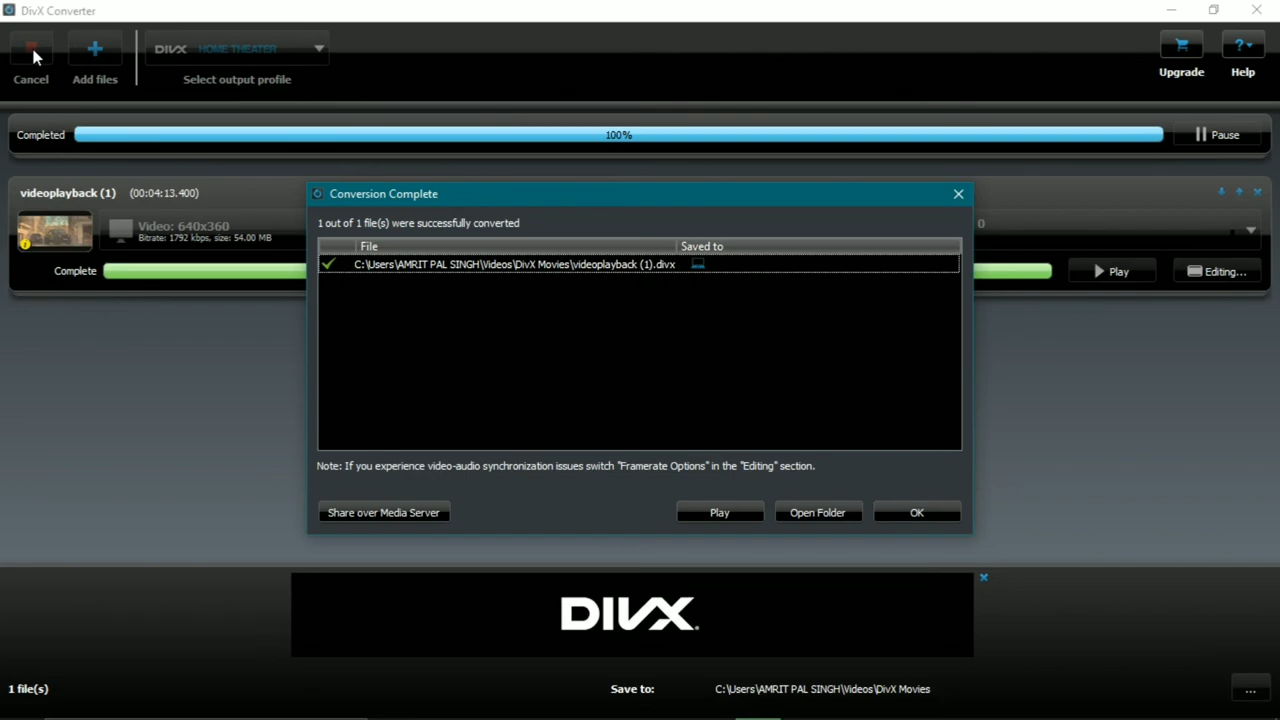 DivX Converter
Cancel
Add files
DIVX HOME THEATER
Select output profile
Upgrade
Help
Completed
100%
Pause
videoplayback (1) (00:04:13.400)
Video: 640x360
Bitrate: 1792 kbps, size: 54.00 MB
0
Complete
Play
Editing...
Conversion Complete
1 out of 1 file(s) were successfully converted
File Saved to
C:\Users\AMRIT PAL SINGH\Videos\DivX Movies\videoplayback (1).divx
Note: If you experience video-audio synchronization issues switch "Framerate Options" in the "Editing" section.
Share over Media Server
Play
Open Folder
OK
DIVX.
1 file(s)
Save to: C:\Users\AMRIT PAL SINGH\Videos\DivX Movies
...